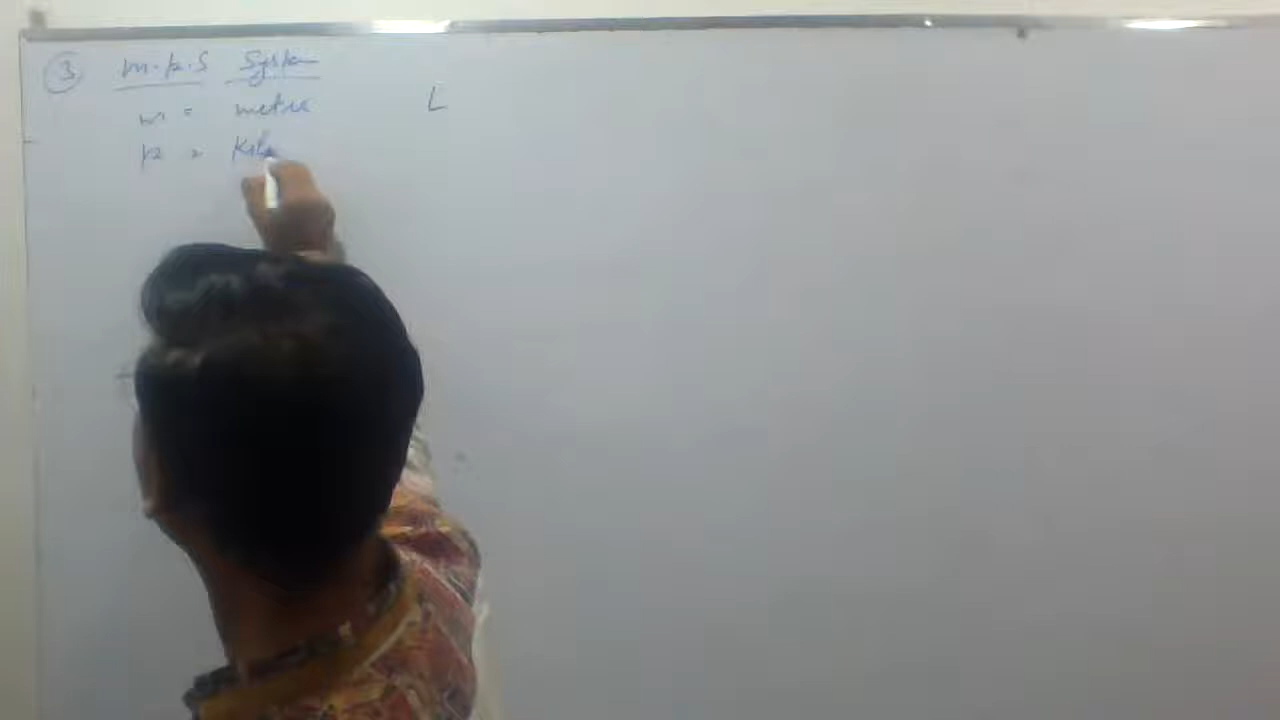 ③ m.k.s System
m = metre L
k = Kilo